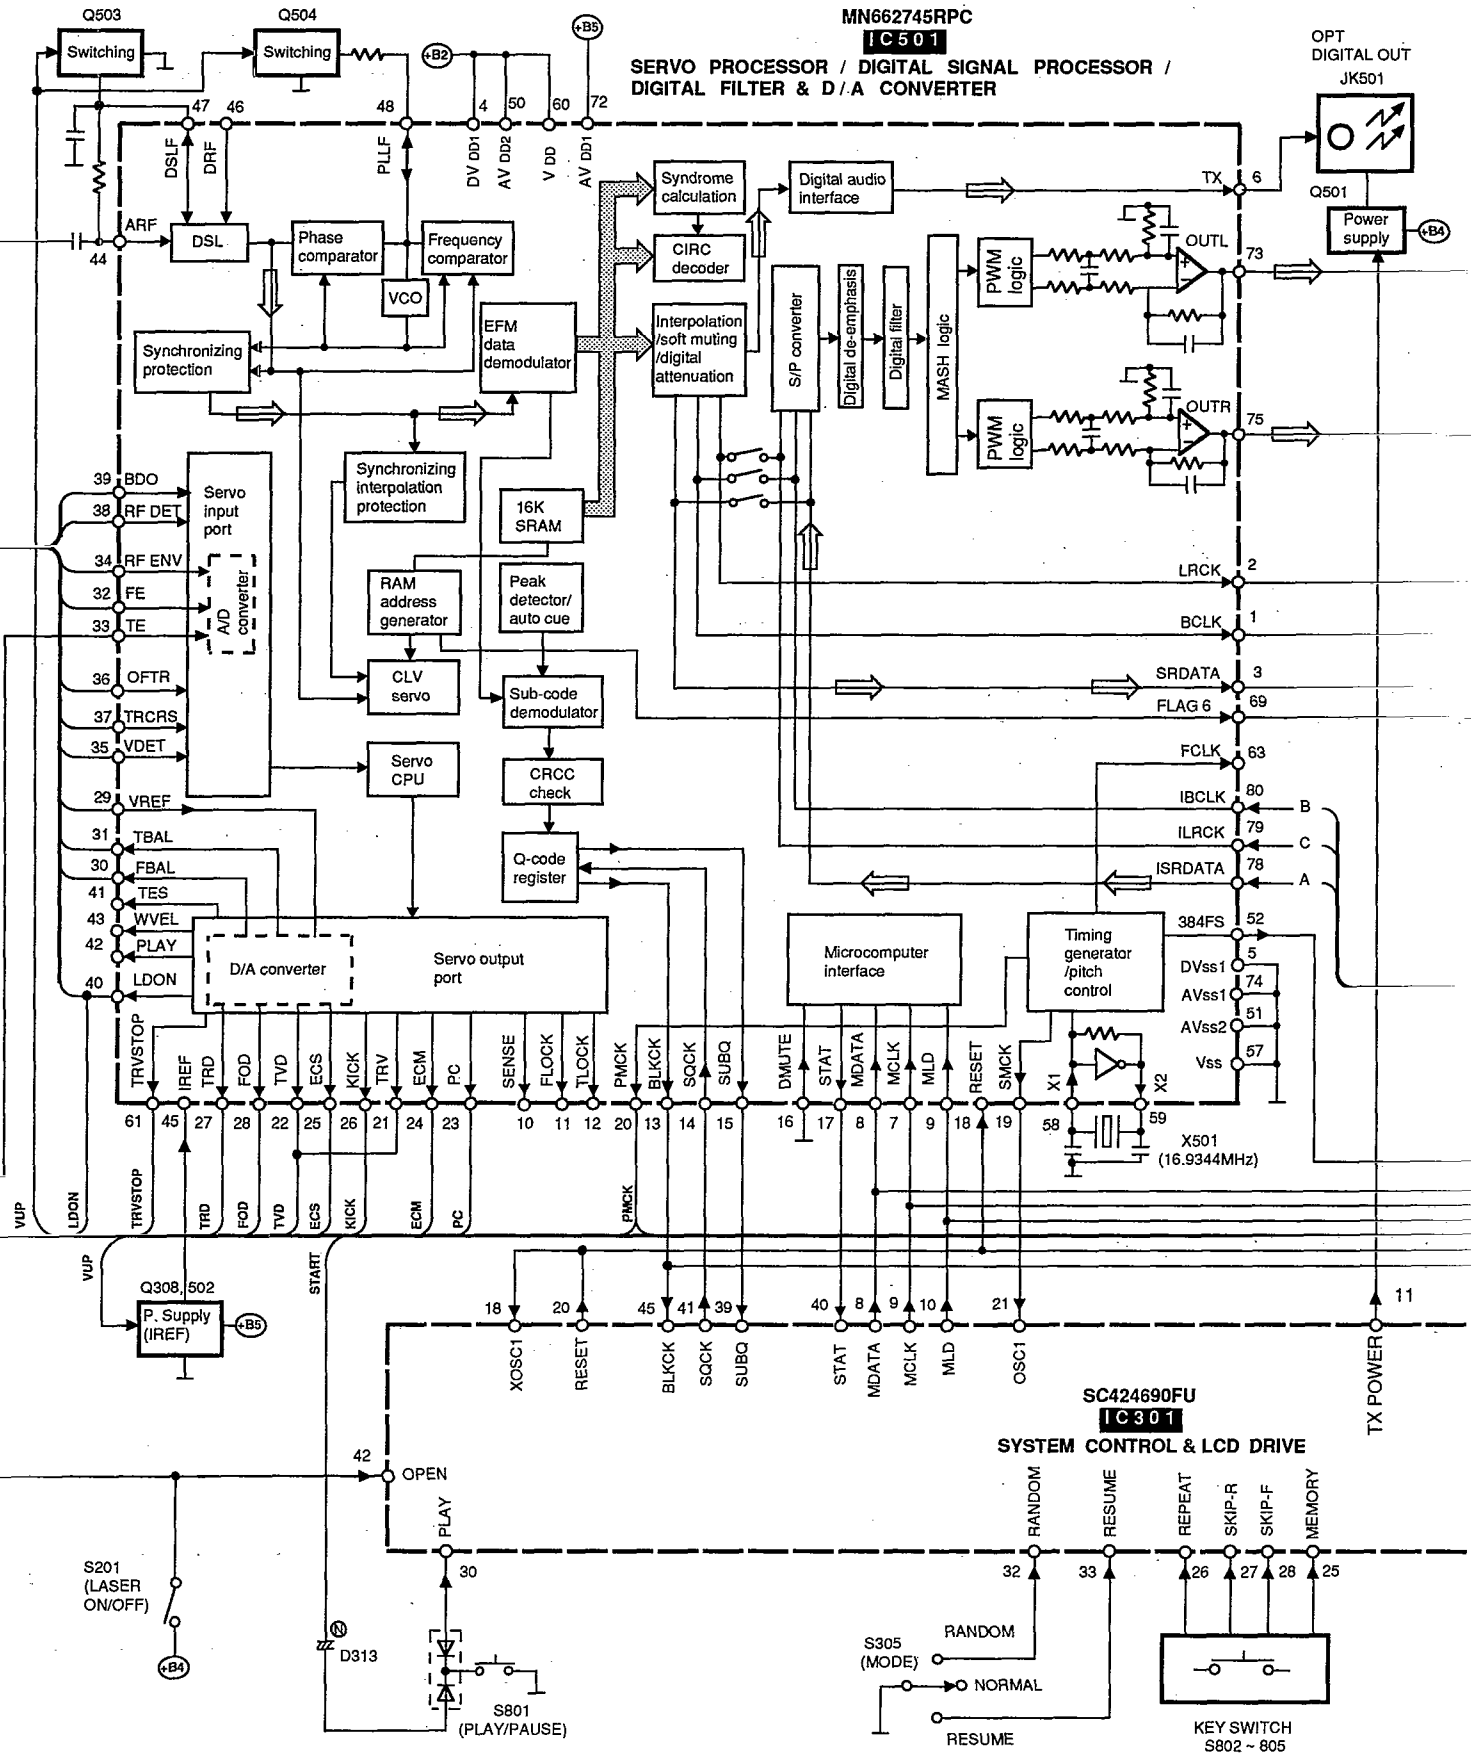 Q503
Q504
MN662745RPC
IC501
SERVO PROCESSOR / DIGITAL SIGNAL PROCESSOR /
DIGITAL FILTER & D/A CONVERTER
OPT
DIGITAL OUT
JK501
Switching
Switching
+B2
+B5
47
46
48
4
50
60
72
DSLF
DRF
PLLF
DV DD1
AV DD2
V DD
AV DD1
ARF
44
DSL
Phase
comparator
Frequency
comparator
VCO
Synchronizing
protection
EFM
data
demodulator
Syndrome
calculation
CIRC
decoder
Digital audio
interface
TX
6
Q501
Power
supply
+B4
Interpolation
/soft muting
/digital
attenuation
S/P converter
Digital de-emphasis
Digital filter
MASH logic
PWM
logic
PWM
logic
OUTL
73
OUTR
75
Synchronizing
interpolation
protection
16K
SRAM
39
BDO
38
RF DET
34
RF ENV
32
FE
33
TE
36
OFTR
37
TRCRS
35
VDET
Servo
input
port
A/D
converter
RAM
address
generator
Peak
detector/
auto cue
CLV
servo
Sub-code
demodulator
Servo
CPU
CRCC
check
Q-code
register
LRCK
2
BCLK
1
SRDATA
3
FLAG 6
69
FCLK
63
IBCLK
80
B
ILRCK
79
C
ISRDATA
78
A
29
VREF
31
TBAL
30
FBAL
41
TES
43
WVEL
42
PLAY
40
LDON
D/A converter
Servo output
port
Microcomputer
interface
Timing
generator
/pitch
control
384FS
52
DVss1
5
AVss1
74
AVss2
51
Vss
57
TRVSTOP
IREF
TRD
FOD
TVD
ECS
KICK
TRV
ECM
PC
SENSE
FLOCK
TLOCK
PMCK
BLKCK
SQCK
SUBQ
DMUTE
STAT
MDATA
MCLK
MLD
RESET
SMCK
X1
X2
61
45
27
28
22
25
26
21
24
23
10
11
12
20
13
14
15
16
17
8
7
9
18
19
58
59
X501
(16.9344MHz)
VUP
LDON
TRVSTOP
TRD
FOD
TVD
ECS
KICK
ECM
PC
PMCK
VUP
START
Q308, 502
P. Supply
(IREF)
+B5
18
20
45
41
39
40
8
9
10
21
11
XOSC1
RESET
BLKCK
SQCK
SUBQ
STAT
MDATA
MCLK
MLD
OSC1
TX POWER
SC424690FU
IC301
SYSTEM CONTROL & LCD DRIVE
42
OPEN
PLAY
RANDOM
RESUME
REPEAT
SKIP-R
SKIP-F
MEMORY
30
32
33
26
27
28
25
S201
(LASER
ON/OFF)
+B4
N
D313
S801
(PLAY/PAUSE)
S305
(MODE)
RANDOM
NORMAL
RESUME
KEY SWITCH
S802 ~ 805